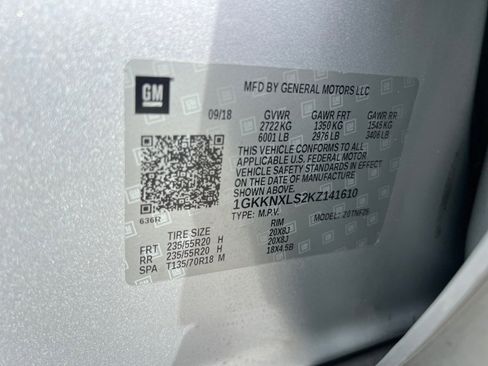 GM
MFD BY GENERAL MOTORS LLC
09/18 GVWR GAWR FRT GAWR RR
2722 KG 1350 KG 1545 KG
6001 LB 2976 LB 3406 LB
THIS VEHICLE CONFORMS TO ALL
APPLICABLE U.S. FEDERAL MOTOR
VEHICLE SAFETY STANDARDS IN EFFECT
ON THE DATE OF MANUFACTURE
SHOWN ABOVE.
1GKKNXLS2KZ141610
636R TYPE: M.P.V. MODEL: ZOTNF26
TIRE SIZE RIM
FRT 235/55R20 H 20X8J
RR 235/55R20 H 20X8J
SPA T135/70R18 M 18X4.5B